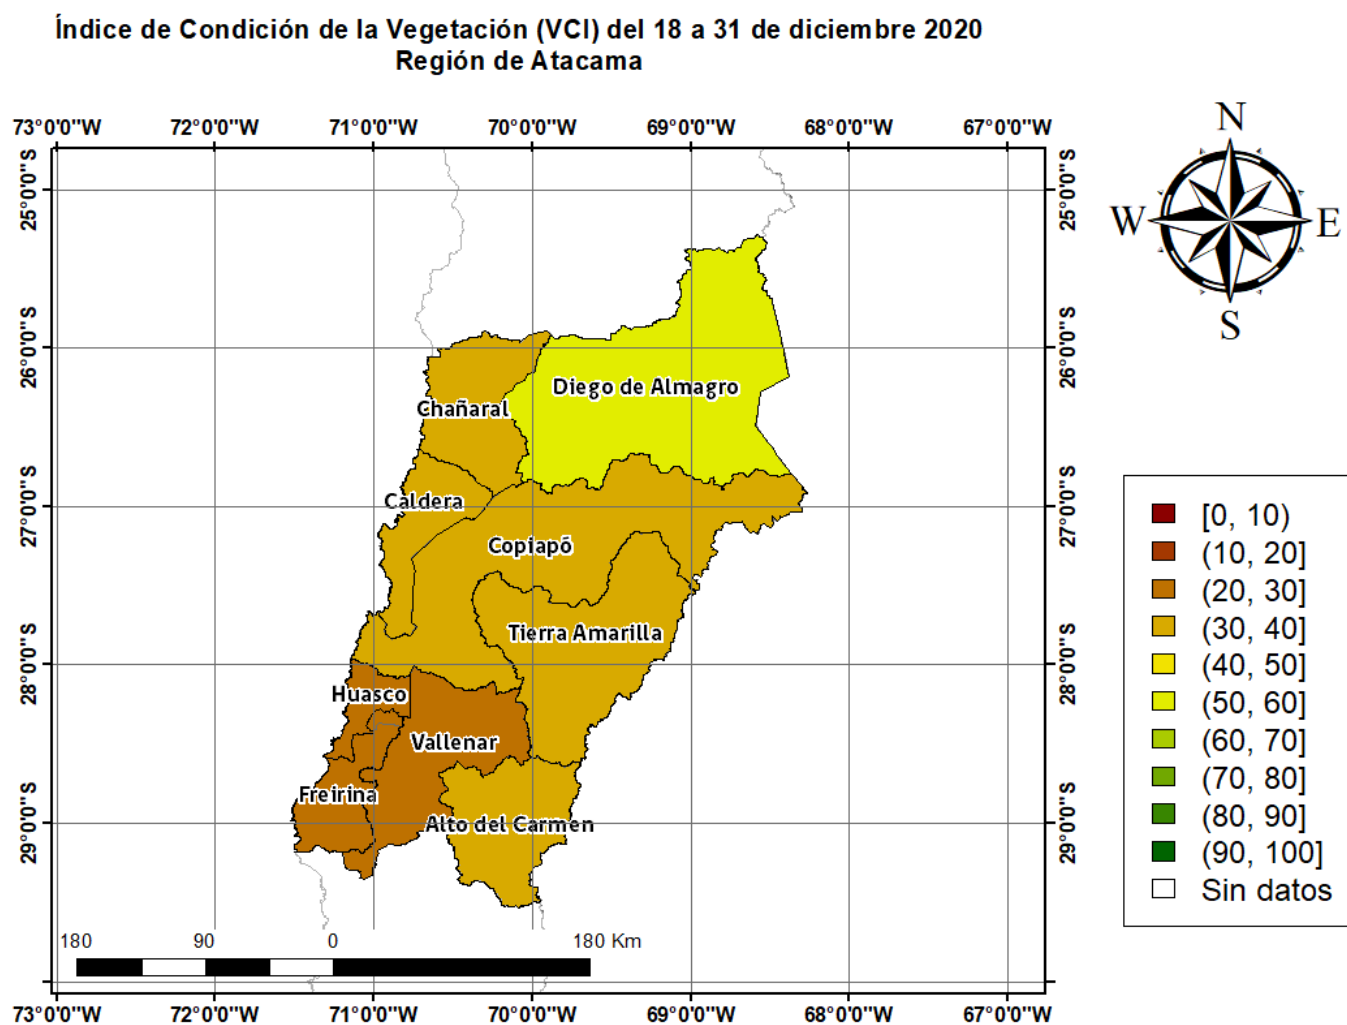 Índice de Condición de la Vegetación (VCI) del 18 a 31 de diciembre 2020
Región de Atacama
73°0'0"W 72°0'0"W 71°0'0"W 70°0'0"W 69°0'0"W 68°0'0"W 67°0'0"W
N
W E
S
25°0'0"S 25°0'0"S
26°0'0"S 26°0'0"S
Diego de Almagro
Chañaral
Caldera
27°0'0"S 27°0'0"S
Copiapó
Tierra Amarilla
28°0'0"S 28°0'0"S
Huasco
Vallenar
Freirina
Alto del Carmen
29°0'0"S 29°0'0"S
[0, 10)
(10, 20]
(20, 30]
(30, 40]
(40, 50]
(50, 60]
(60, 70]
(70, 80]
(80, 90]
(90, 100]
Sin datos
180 90 0 180 Km
73°0'0"W 72°0'0"W 71°0'0"W 70°0'0"W 69°0'0"W 68°0'0"W 67°0'0"W